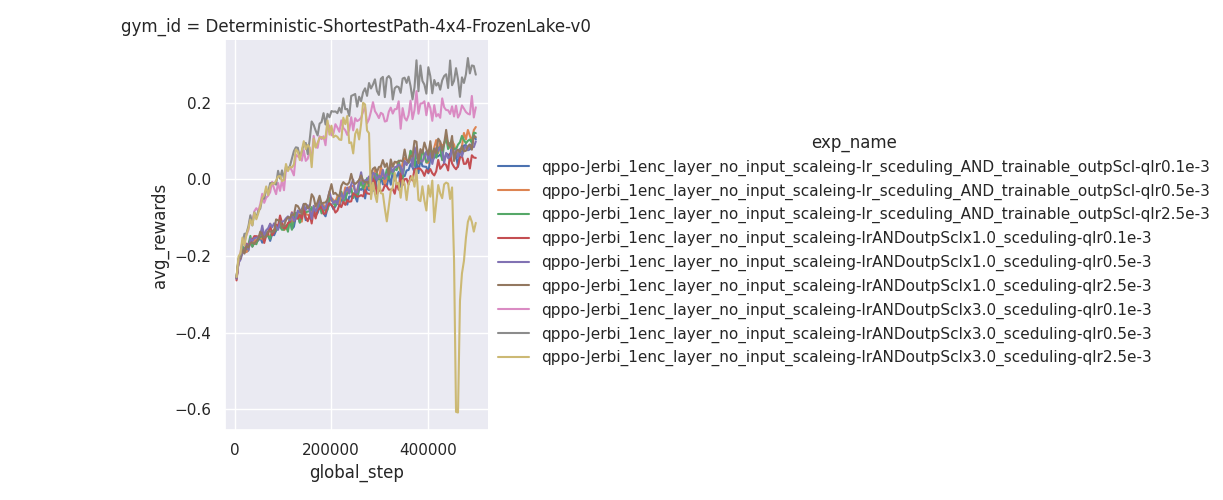 gym_id = Deterministic-ShortestPath-4x4-FrozenLake-v0
avg_rewards
0.2
0.0
−0.2
−0.4
−0.6
0
200000
400000
global_step
exp_name
qppo-Jerbi_1enc_layer_no_input_scaleing-lr_sceduling_AND_trainable_outpScl-qlr0.1e-3
qppo-Jerbi_1enc_layer_no_input_scaleing-lr_sceduling_AND_trainable_outpScl-qlr0.5e-3
qppo-Jerbi_1enc_layer_no_input_scaleing-lr_sceduling_AND_trainable_outpScl-qlr2.5e-3
qppo-Jerbi_1enc_layer_no_input_scaleing-lrANDoutpSclx1.0_sceduling-qlr0.1e-3
qppo-Jerbi_1enc_layer_no_input_scaleing-lrANDoutpSclx1.0_sceduling-qlr0.5e-3
qppo-Jerbi_1enc_layer_no_input_scaleing-lrANDoutpSclx1.0_sceduling-qlr2.5e-3
qppo-Jerbi_1enc_layer_no_input_scaleing-lrANDoutpSclx3.0_sceduling-qlr0.1e-3
qppo-Jerbi_1enc_layer_no_input_scaleing-lrANDoutpSclx3.0_sceduling-qlr0.5e-3
qppo-Jerbi_1enc_layer_no_input_scaleing-lrANDoutpSclx3.0_sceduling-qlr2.5e-3